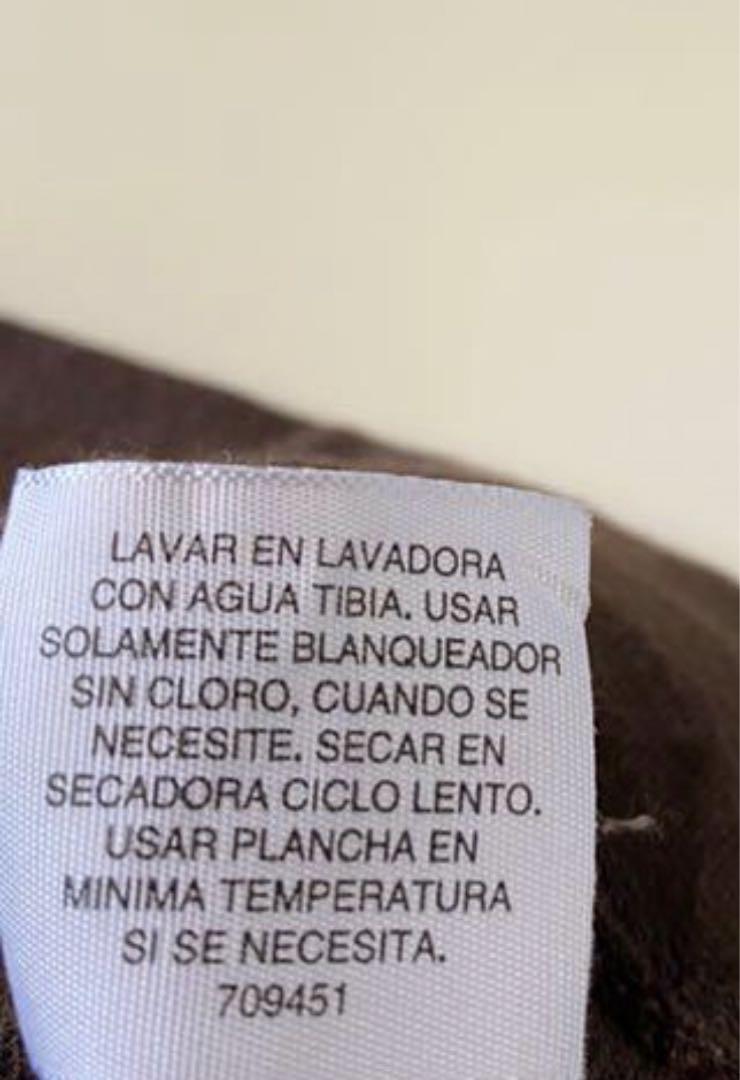 LAVAR EN LAVADORA
CON AGUA TIBIA. USAR
SOLAMENTE BLANQUEADOR
SIN CLORO, CUANDO SE
NECESITE. SECAR EN
SECADORA CICLO LENTO.
USAR PLANCHA EN
MINIMA TEMPERATURA
SI SE NECESITA.
709451